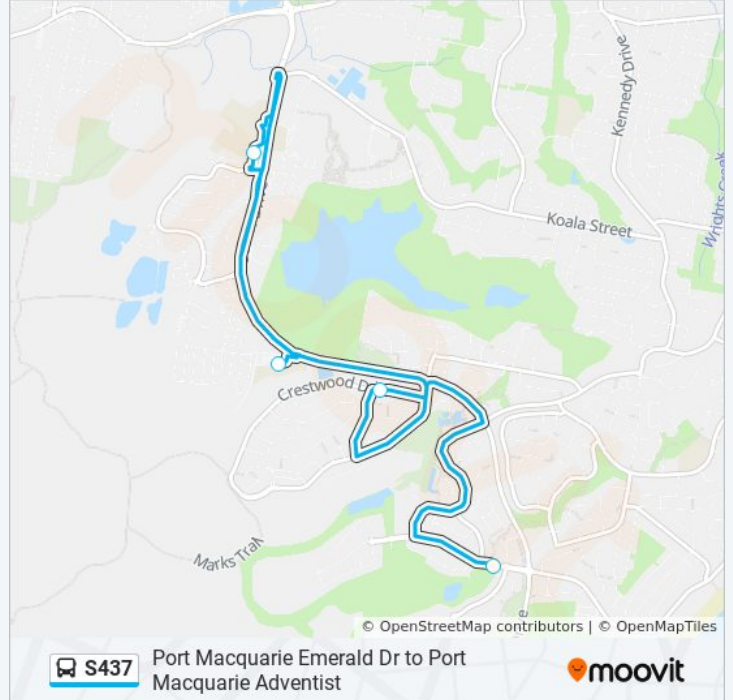 Kennedy Drive
Wrights Creek
Koala Street
Drive
Crestwood D
Marks Trail
© OpenStreetMap contributors | © OpenMapTiles
S437
Port Macquarie Emerald Dr to Port
Macquarie Adventist
moovit